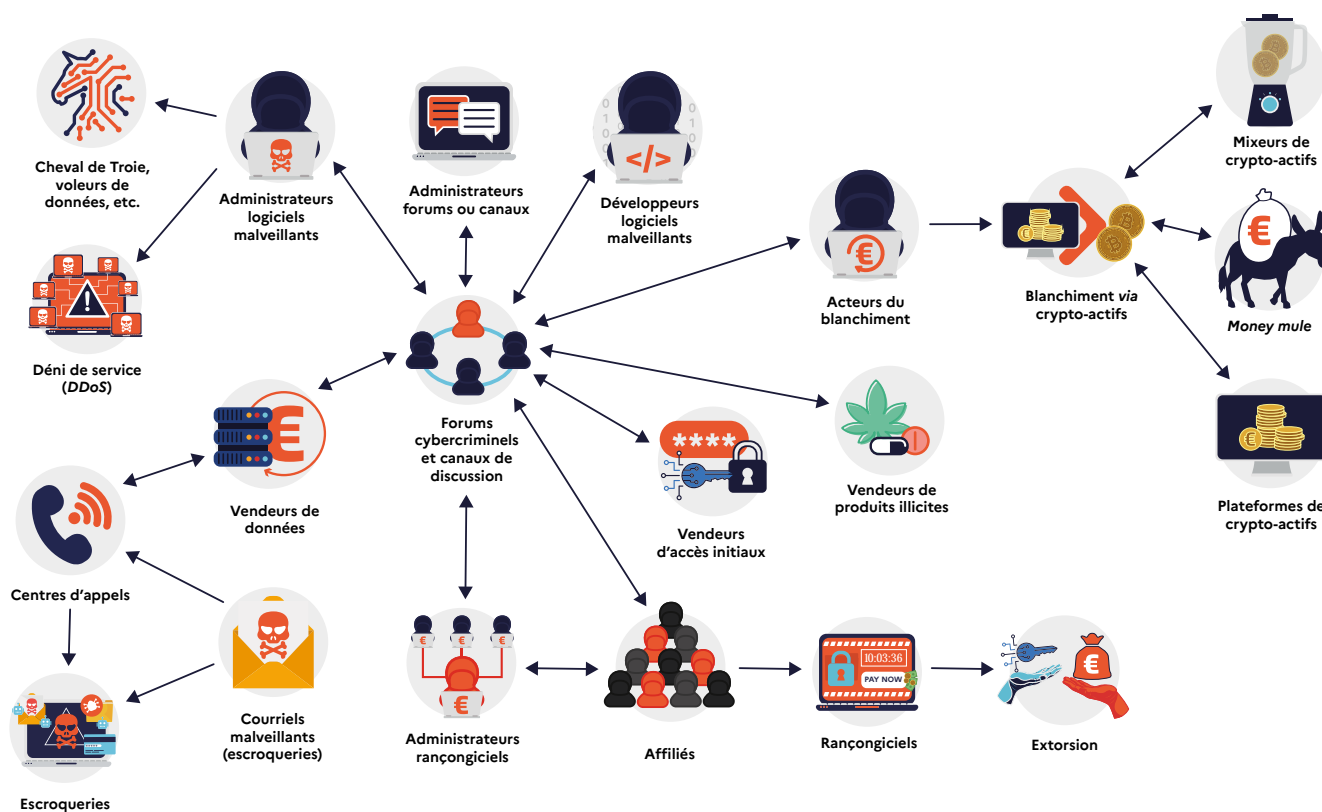 Mixeurs de
crypto-actifs
Cheval de Troie,
voleurs de
données, etc.
Administrateurs
logiciels
malveillants
Administrateurs
forums ou canaux
</>
Développeurs
logiciels
malveillants
€
Acteurs du
blanchiment
Blanchiment via
crypto-actifs
€
Money mule
Déni de service
(DDoS)
€
Vendeurs de
données
Forums
cybercriminels
et canaux de
discussion
****
Vendeurs
d'accès initiaux
Vendeurs de
produits illicites
€
Plateformes de
crypto-actifs
Centres d'appels
Courriels
malveillants
(escroqueries)
Escroqueries
€ € €
€
Administrateurs
rançongiciels
Affiliés
10:03:36
PAY NOW
Rançongiciels
€
Extorsion